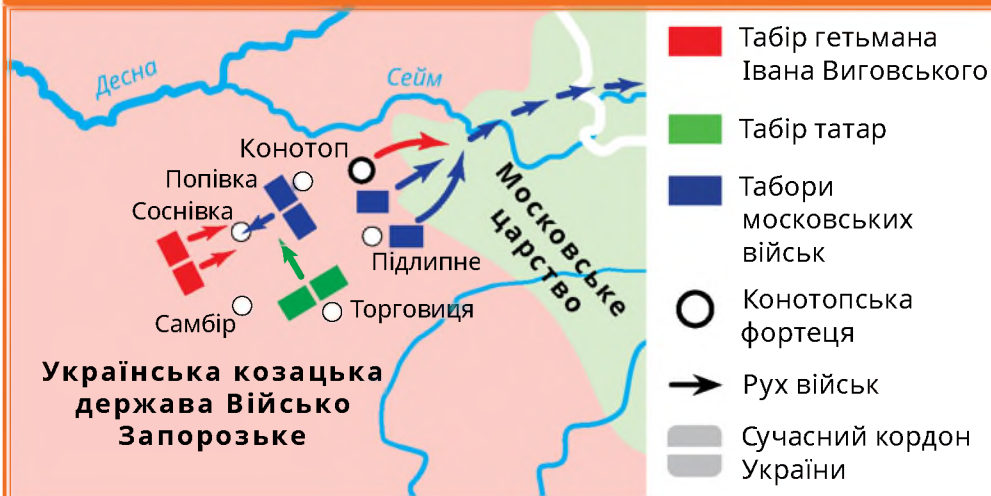 Десна
Сейм
Конотоп
Попівка
Соснівка
Підлипне
Самбір
Торговиця
Московське
царство
Українська козацька
держава Військо
Запорозьке
Табір гетьмана
Івана Виговського
Табір татар
Табори
московських
військ
Конотопська
фортеця
Рух військ
Сучасний кордон
України